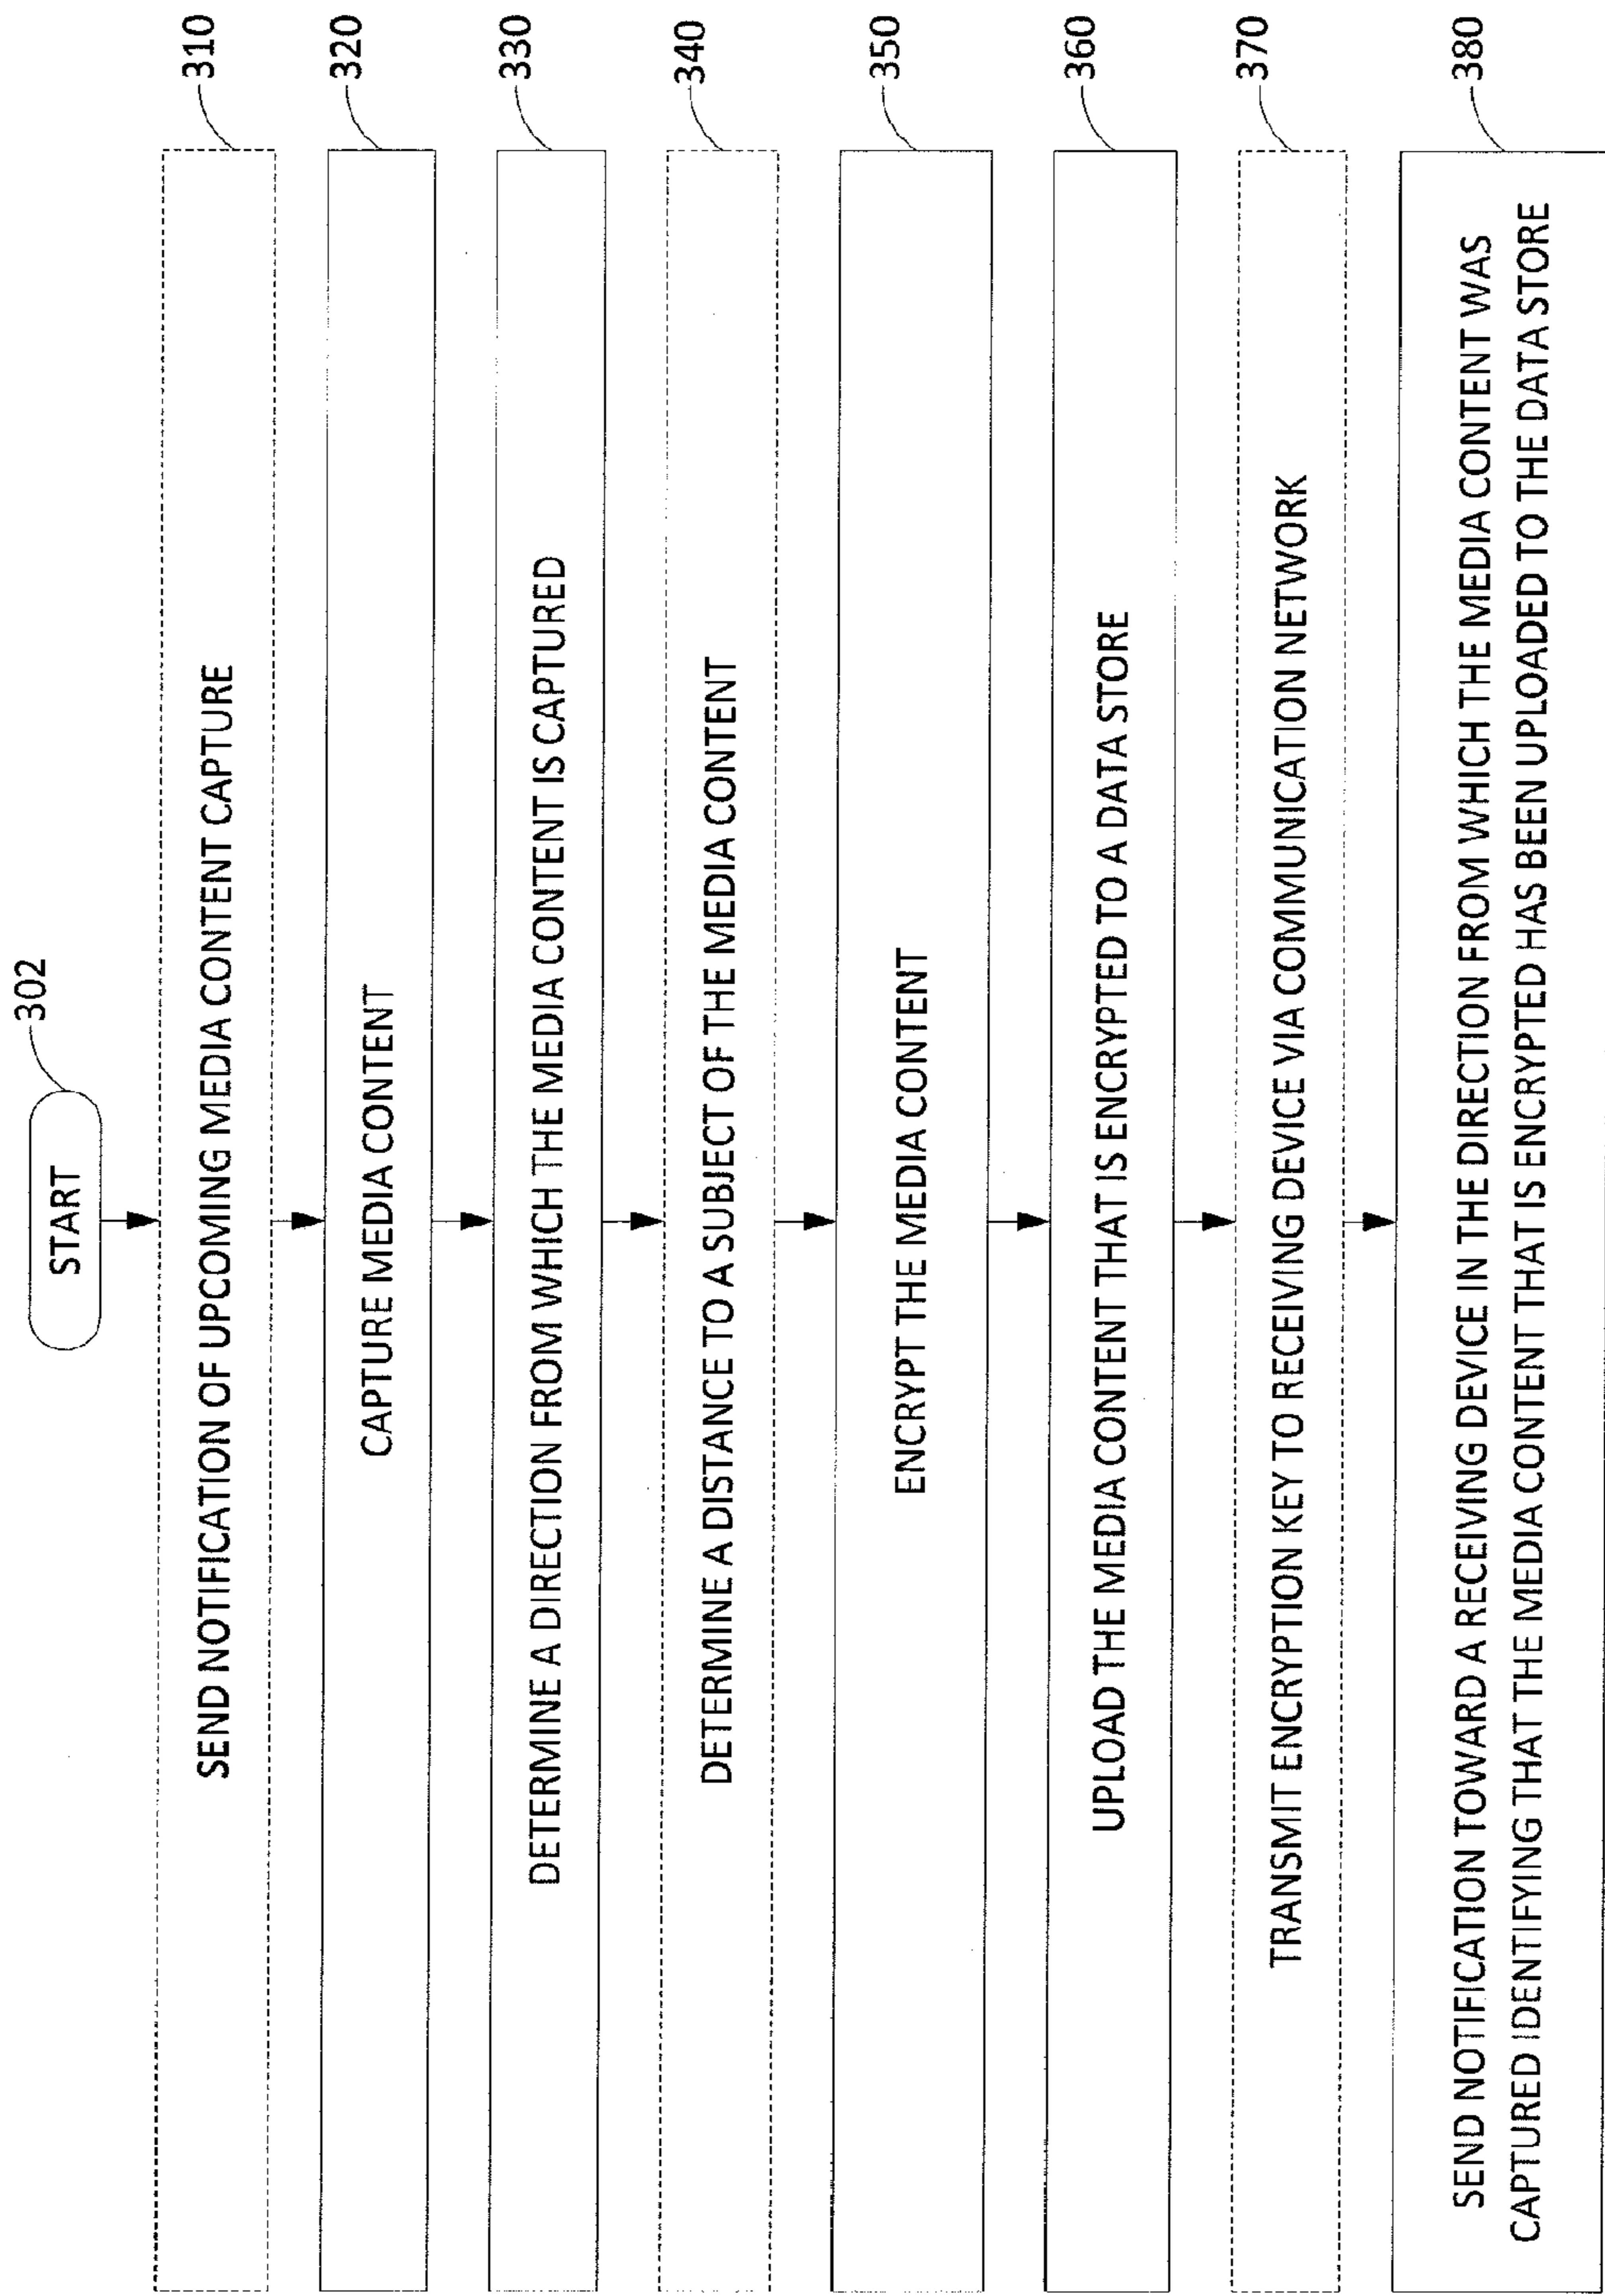 302
START
310
SEND NOTIFICATION OF UPCOMING MEDIA CONTENT CAPTURE
320
CAPTURE MEDIA CONTENT
330
DETERMINE A DIRECTION FROM WHICH THE MEDIA CONTENT IS CAPTURED
340
DETERMINE A DISTANCE TO A SUBJECT OF THE MEDIA CONTENT
350
ENCRYPT THE MEDIA CONTENT
360
UPLOAD THE MEDIA CONTENT THAT IS ENCRYPTED TO A DATA STORE
370
TRANSMIT ENCRYPTION KEY TO RECEIVING DEVICE VIA COMMUNICATION NETWORK
380
SEND NOTIFICATION TOWARD A RECEIVING DEVICE IN THE DIRECTION FROM WHICH THE MEDIA CONTENT WAS
CAPTURED IDENTIFYING THAT THE MEDIA CONTENT THAT IS ENCRYPTED HAS BEEN UPLOADED TO THE DATA STORE